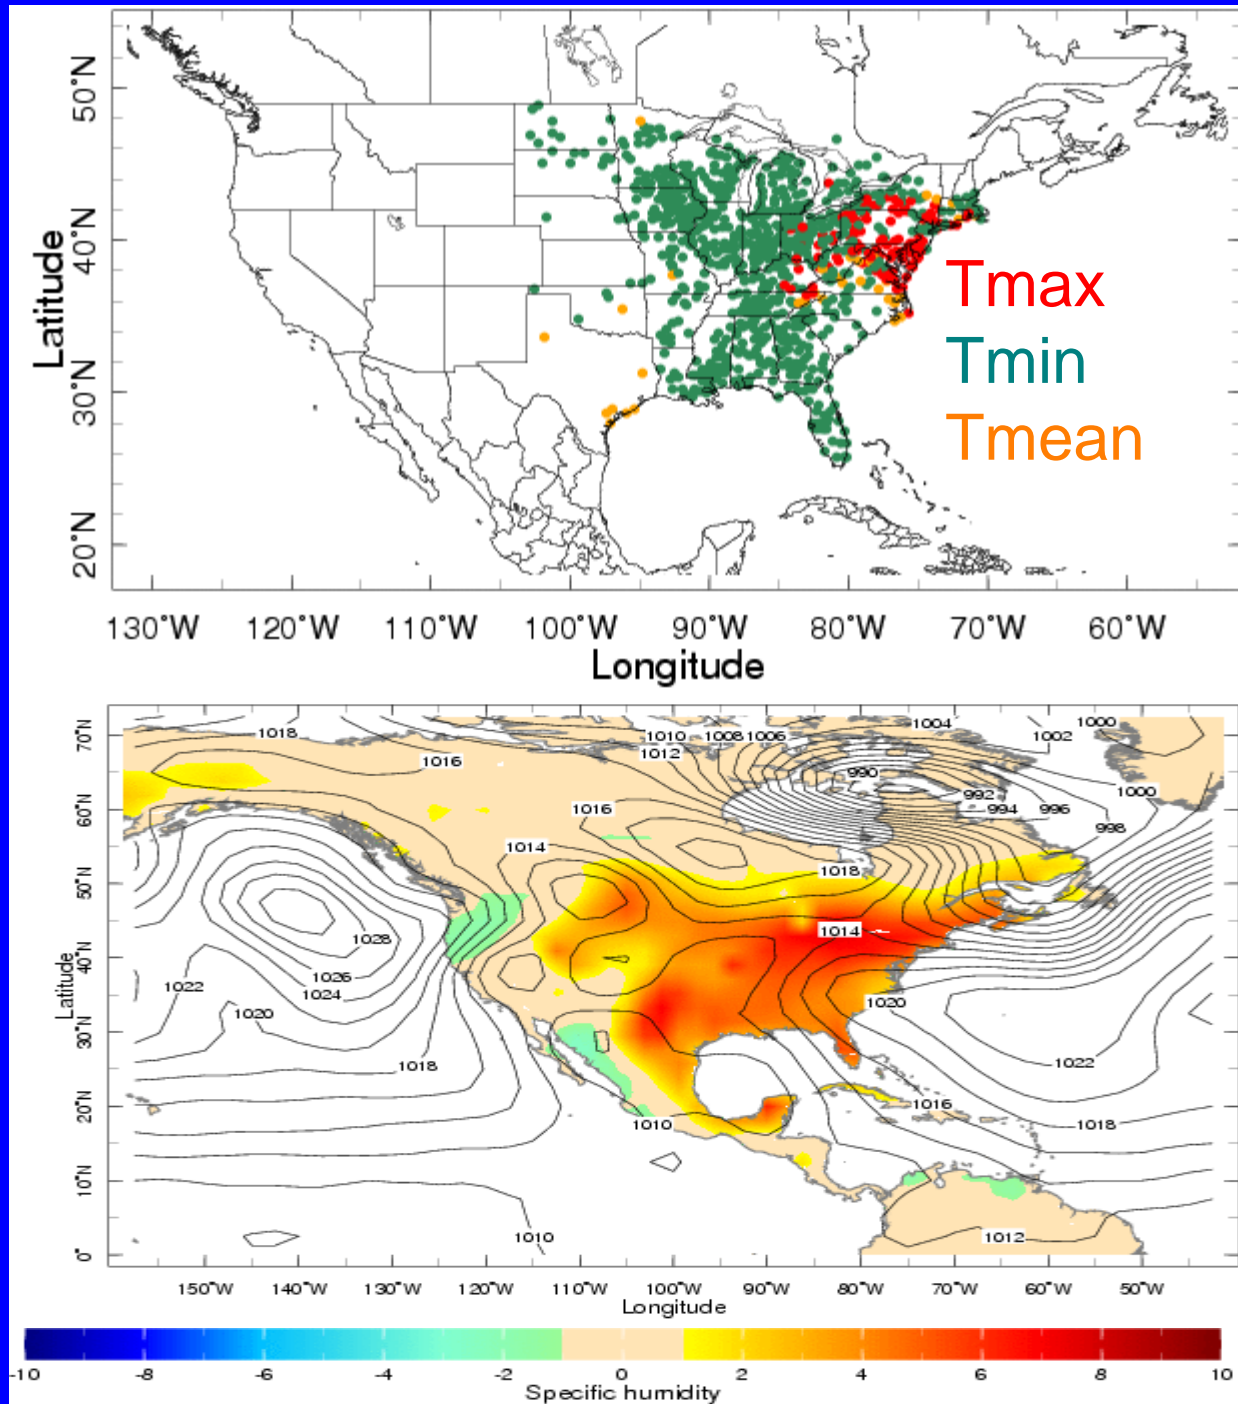 50°N
40°N
30°N
20°N
Latitude
Tmax
Tmin
Tmean
130°W 120°W 110°W 100°W 90°W 80°W 70°W 60°W
Longitude
70°N
60°N
50°N
40°N
30°N
20°N
10°N
0°
Latitude
1018
1016
1010
1008
1006
1012
1004
1002
1000
990
992
994
996
998
1000
1016
1014
1018
1028
1026
1024
1022
1020
1018
1014
1020
1022
1016
1018
1010
1010
1012
150°W 140°W 130°W 120°W 110°W 100°W 90°W 80°W 70°W 60°W 50°W
Longitude
-10 -8 -6 -4 -2 0 2 4 6 8 10
Specific humidity